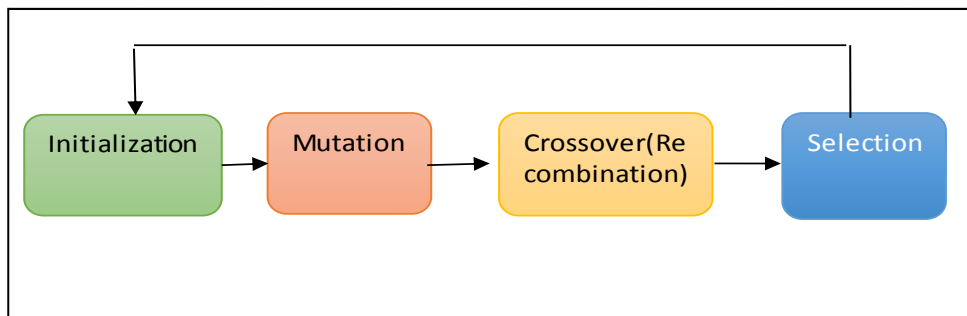 Initialization
Mutation
Crossover(Re
combination)
Selection